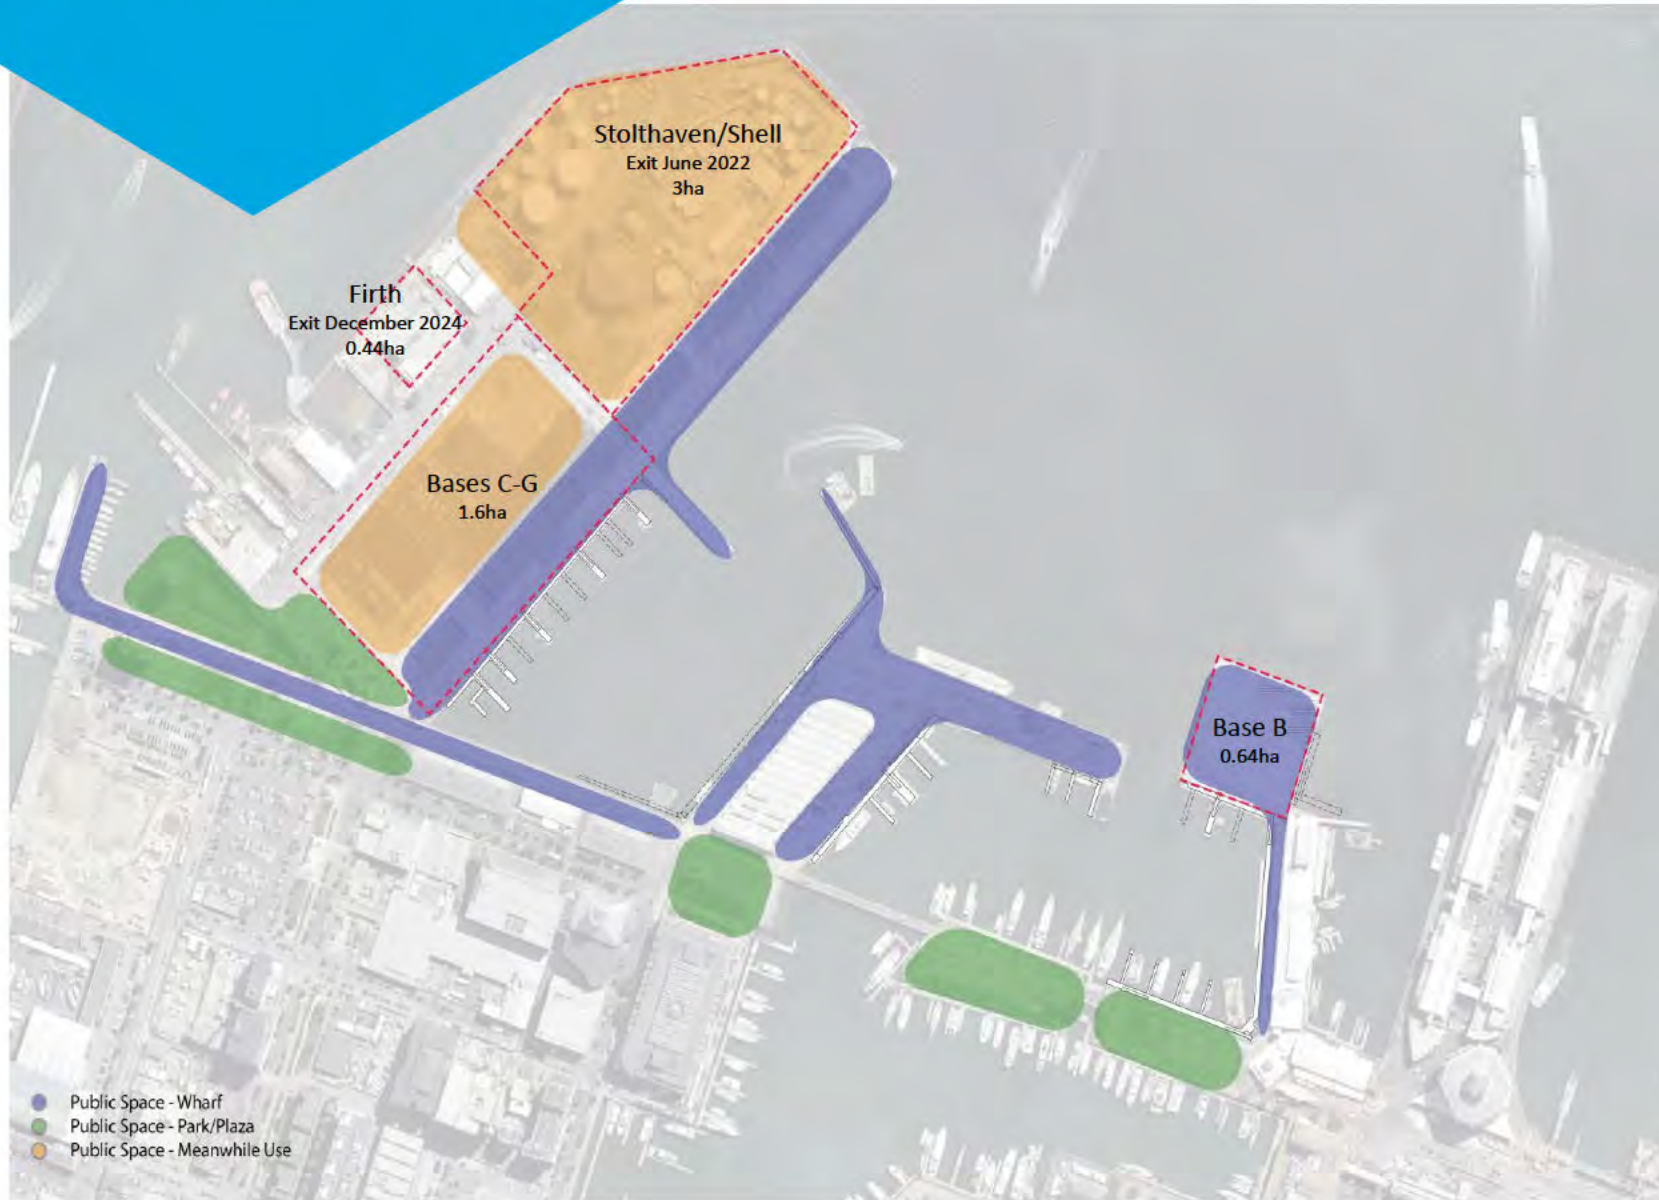 Stolthaven/Shell
Exit June 2022
3ha
Firth
Exit December 2024
0.44ha
Bases C-G
1.6ha
Base B
0.64ha
Public Space - Wharf
Public Space - Park/Plaza
Public Space - Meanwhile Use